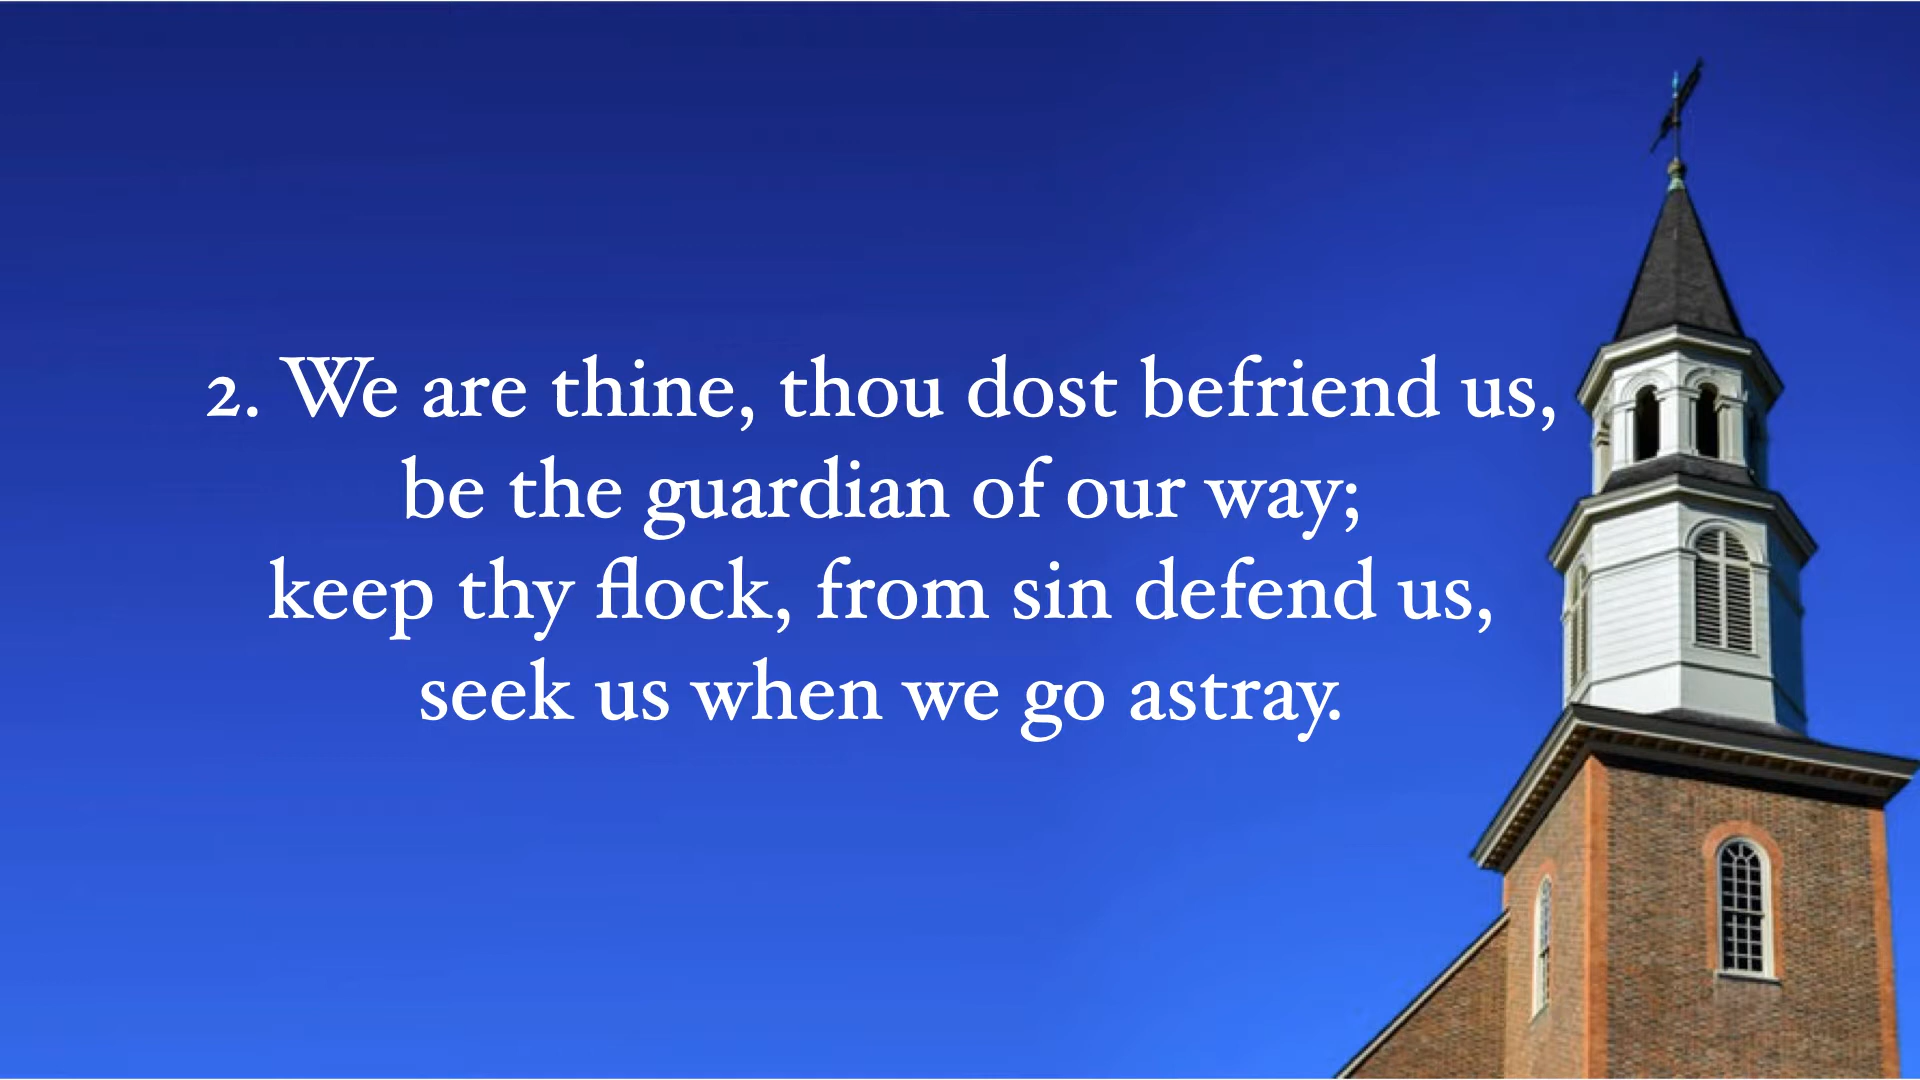 2. We are thine, thou dost befriend us,
be the guardian of our way;
keep thy flock, from sin defend us,
seek us when we go astray.